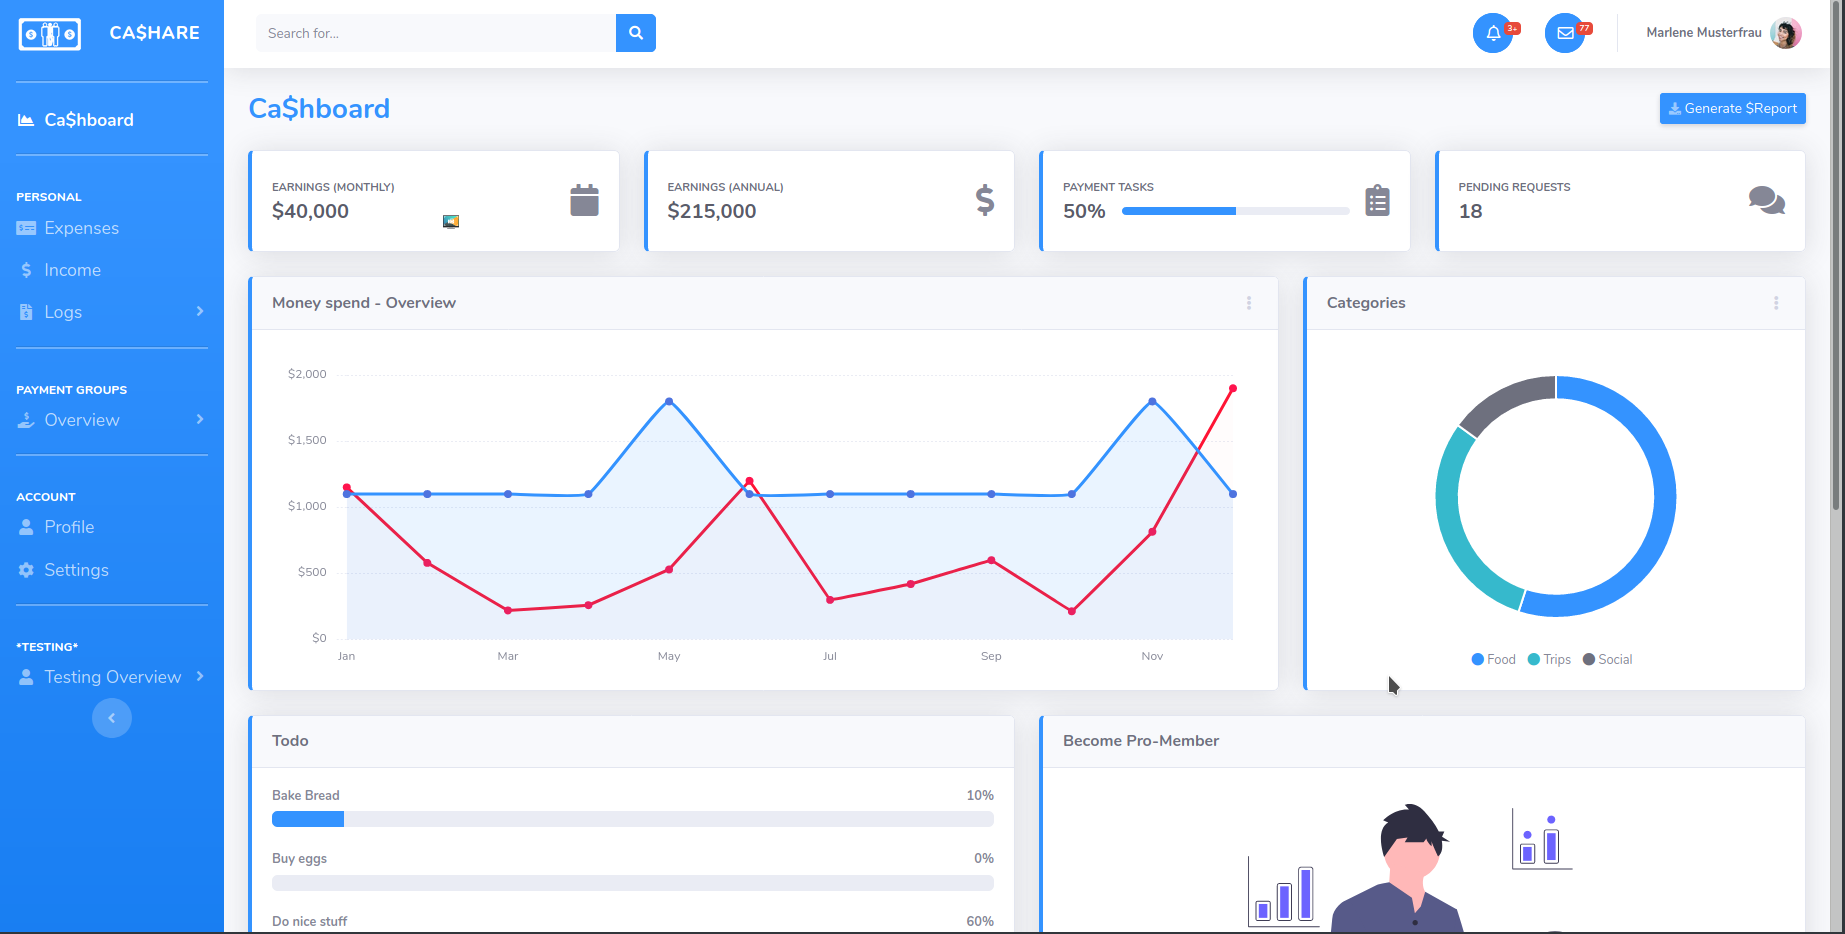 CA$HARE
Search for...
3+
77
Marlene Musterfrau
Ca$hboard
PERSONAL
Expenses
Income
Logs
PAYMENT GROUPS
Overview
ACCOUNT
Profile
Settings
*TESTING*
Testing Overview
Ca$hboard
Generate $Report
EARNINGS (MONTHLY)
$40,000
EARNINGS (ANNUAL)
$215,000
PAYMENT TASKS
50%
PENDING REQUESTS
18
Money spend - Overview
$2,000
$1,500
$1,000
$500
$0
Jan Mar May Jul Sep Nov
Categories
Food Trips Social
Todo
Bake Bread 10%
Buy eggs 0%
Do nice stuff 60%
Become Pro-Member